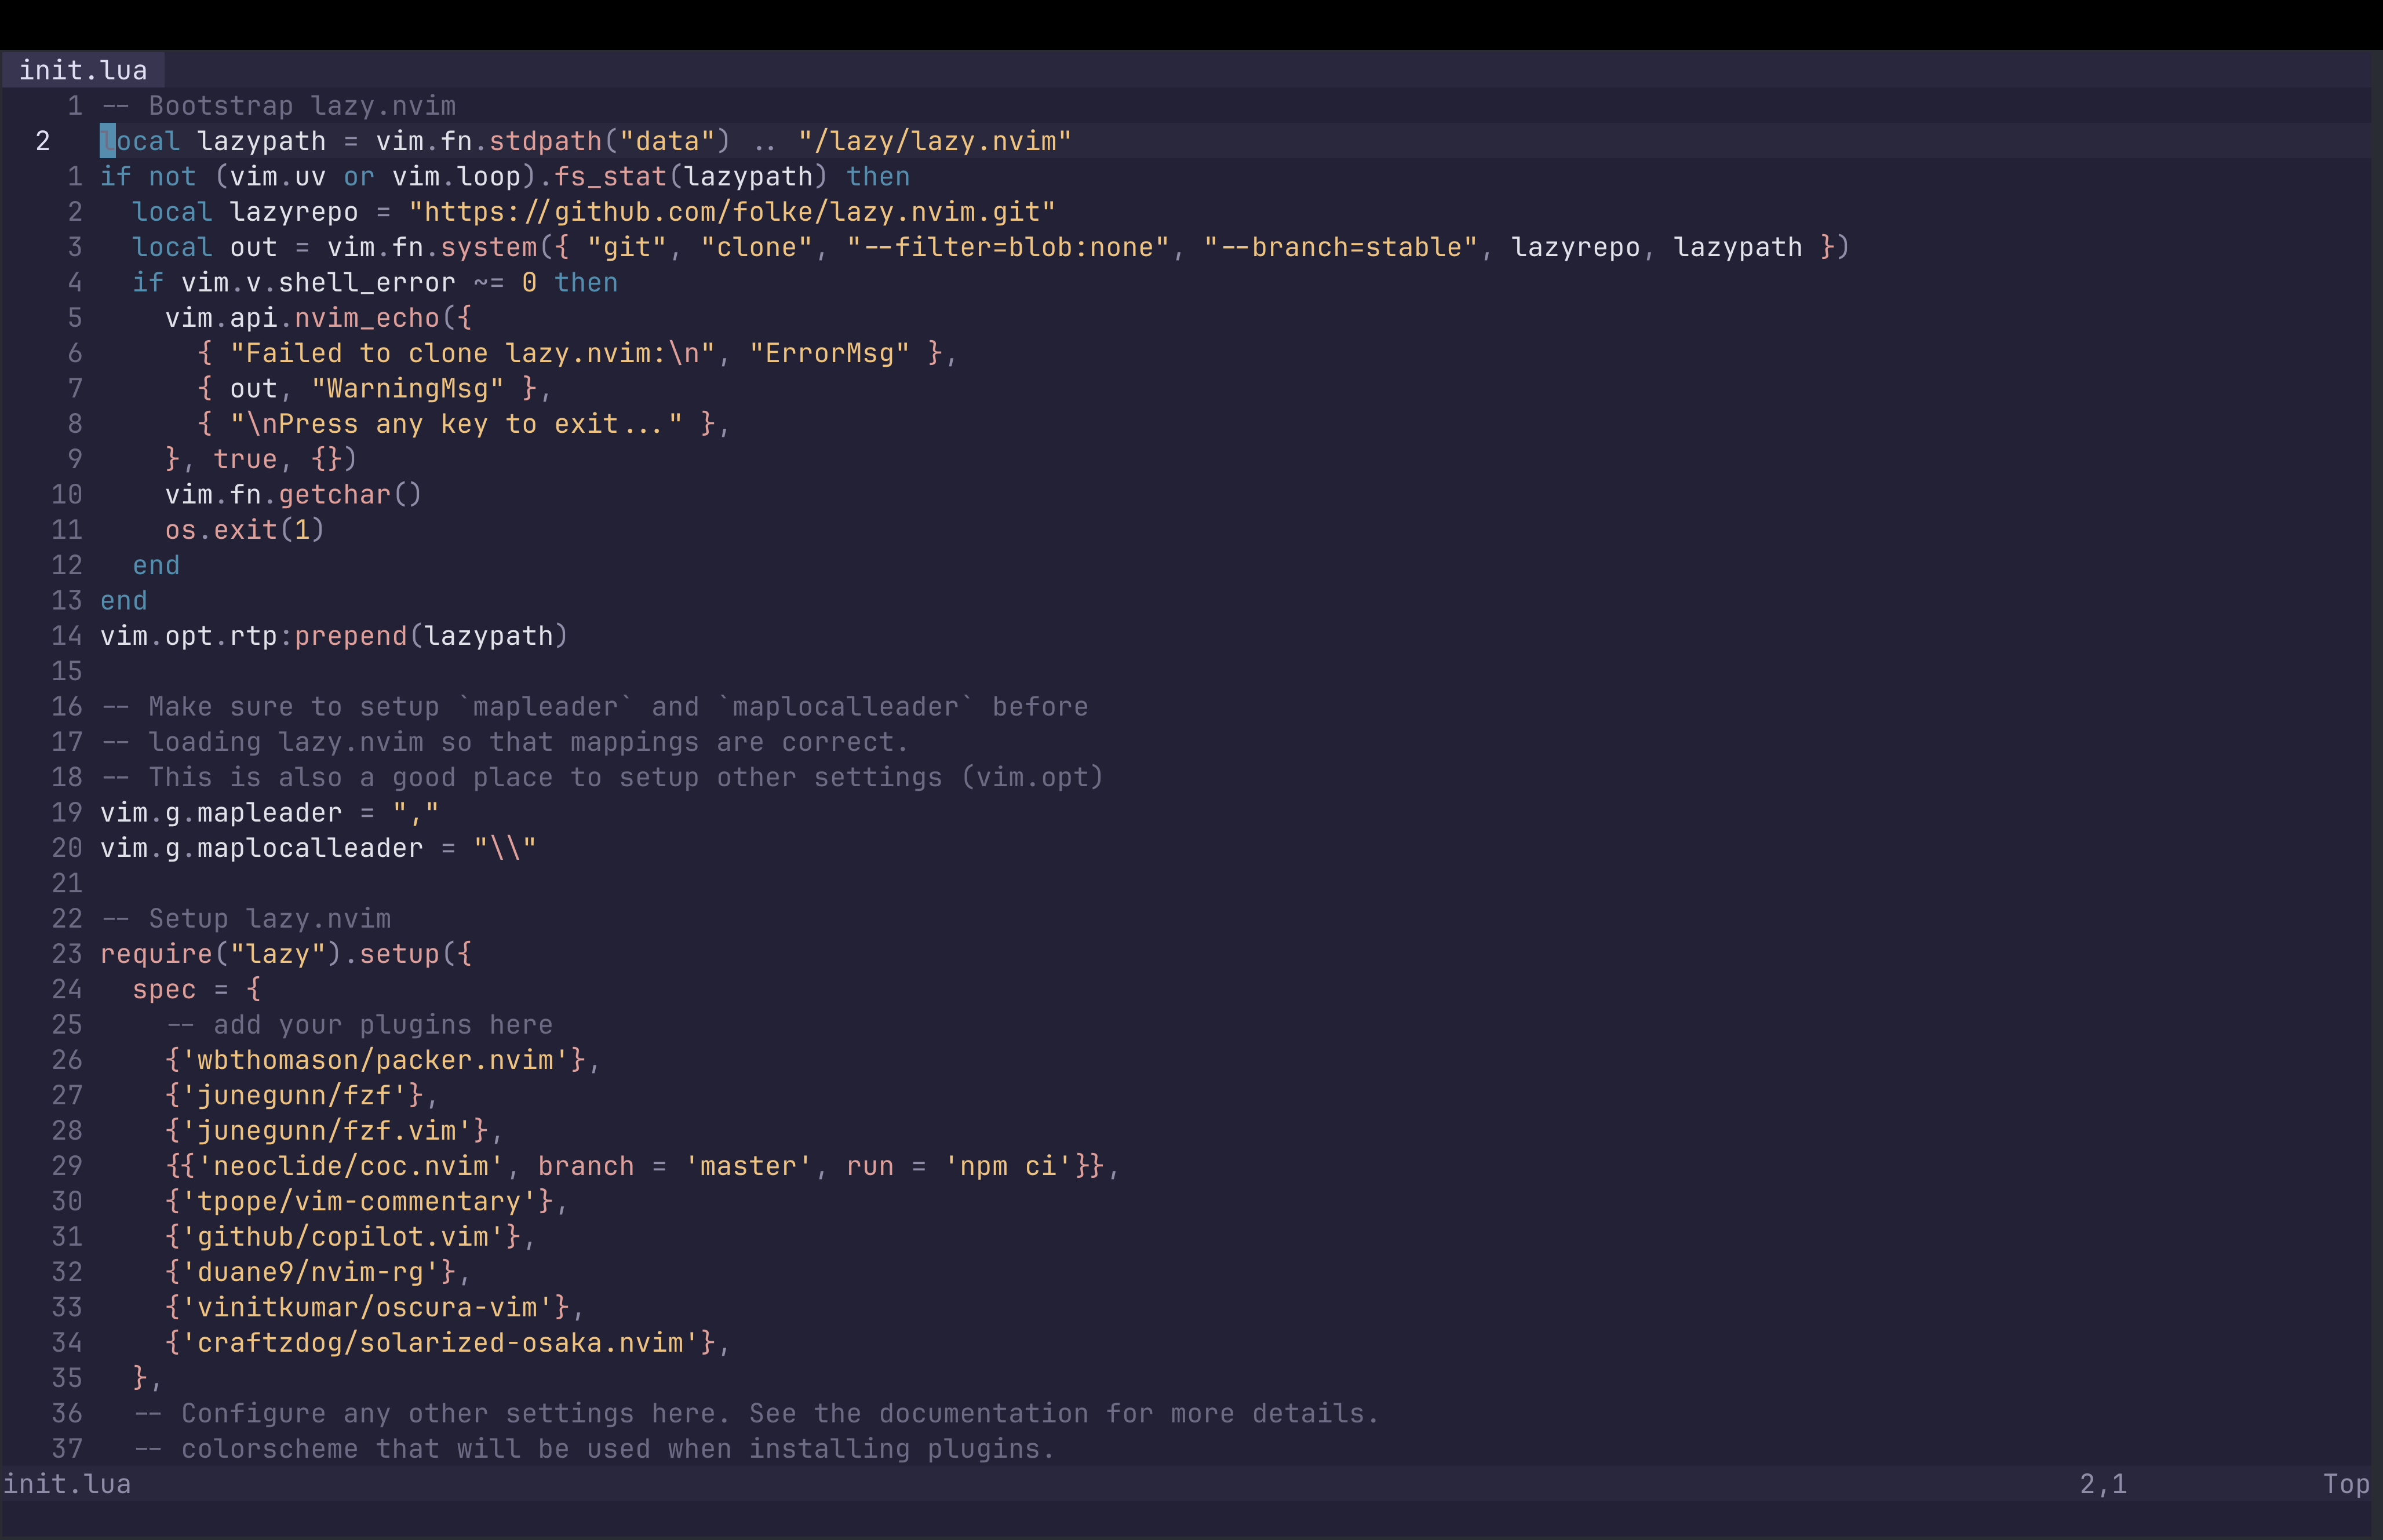 init.lua
1 -- Bootstrap lazy.nvim
2 local lazypath = vim.fn.stdpath("data") .. "/lazy/lazy.nvim"
1 if not (vim.uv or vim.loop).fs_stat(lazypath) then
2   local lazyrepo = "https://github.com/folke/lazy.nvim.git"
3   local out = vim.fn.system({ "git", "clone", "--filter=blob:none", "--branch=stable", lazyrepo, lazypath })
4   if vim.v.shell_error ~= 0 then
5     vim.api.nvim_echo({
6       { "Failed to clone lazy.nvim:\n", "ErrorMsg" },
7       { out, "WarningMsg" },
8       { "\nPress any key to exit..." },
9     }, true, {})
10     vim.fn.getchar()
11     os.exit(1)
12   end
13 end
14 vim.opt.rtp:prepend(lazypath)
15
16 -- Make sure to setup `mapleader` and `maplocalleader` before
17 -- loading lazy.nvim so that mappings are correct.
18 -- This is also a good place to setup other settings (vim.opt)
19 vim.g.mapleader = ","
20 vim.g.maplocalleader = "\\"
21
22 -- Setup lazy.nvim
23 require("lazy").setup({
24   spec = {
25     -- add your plugins here
26     {'wbthomason/packer.nvim'},
27     {'junegunn/fzf'},
28     {'junegunn/fzf.vim'},
29     {{'neoclide/coc.nvim', branch = 'master', run = 'npm ci'}},
30     {'tpope/vim-commentary'},
31     {'github/copilot.vim'},
32     {'duane9/nvim-rg'},
33     {'vinitkumar/oscura-vim'},
34     {'craftzdog/solarized-osaka.nvim'},
35   },
36   -- Configure any other settings here. See the documentation for more details.
37   -- colorscheme that will be used when installing plugins.
init.lua 2,1 Top